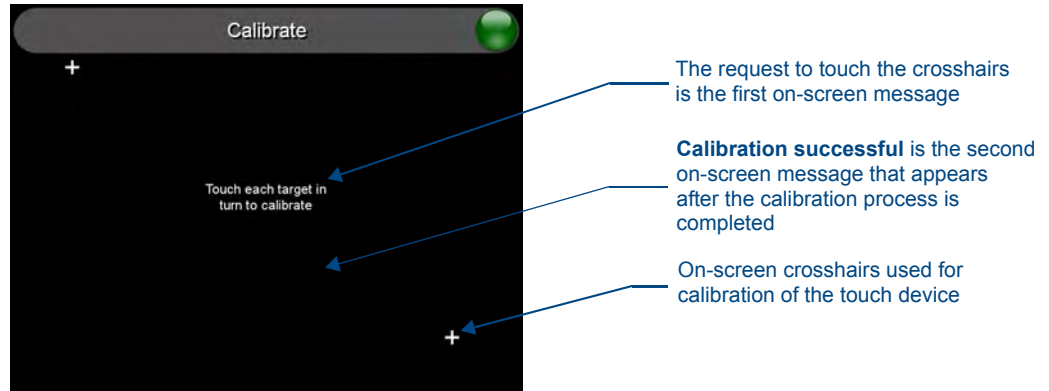 Calibrate
Touch each target in
turn to calibrate
The request to touch the crosshairs
is the first on-screen message
Calibration successful is the second
on-screen message that appears
after the calibration process is
completed
On-screen crosshairs used for
calibration of the touch device